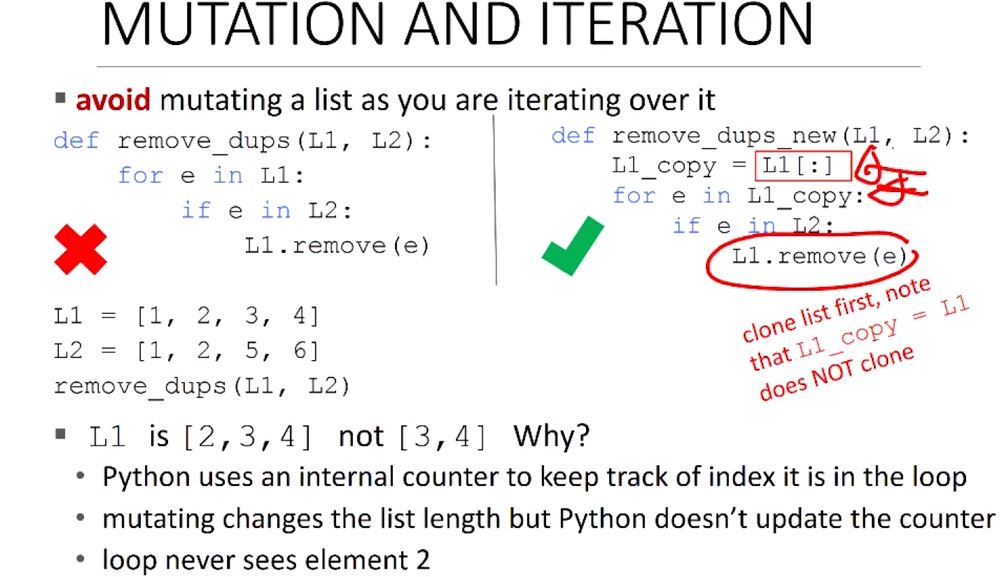 MUTATION AND ITERATION
▪ avoid mutating a list as you are iterating over it
def remove_dups(L1, L2):
for e in L1:
if e in L2:
L1.remove(e)
def remove_dups_new(L1, L2):
L1_copy = L1[:]
for e in L1_copy:
if e in L2:
L1.remove(e)
clone list first, note
that L1_copy = L1
does NOT clone
L1 = [1, 2, 3, 4]
L2 = [1, 2, 5, 6]
remove_dups(L1, L2)
▪ L1 is [2,3,4] not [3,4] Why?
• Python uses an internal counter to keep track of index it is in the loop
• mutating changes the list length but Python doesn’t update the counter
• loop never sees element 2